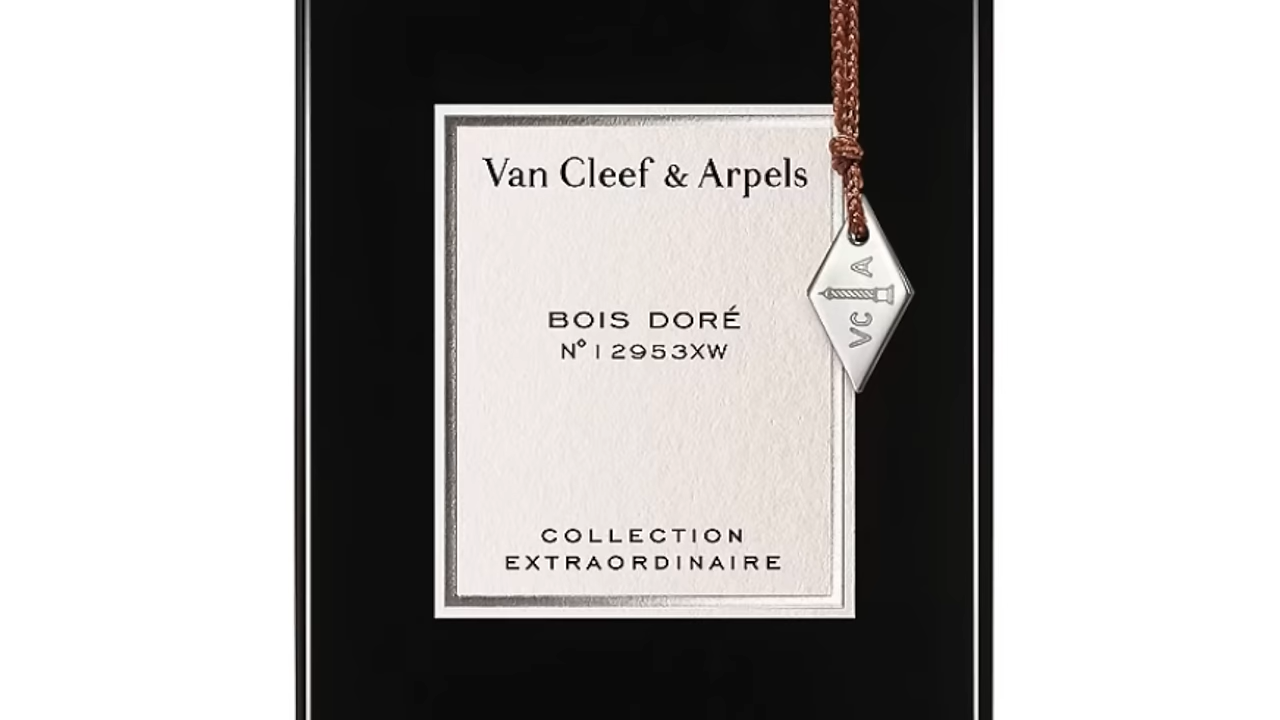 Van Cleef & Arpels
BOIS DORÉ
N° 12953XW
COLLECTION
EXTRAORDINAIRE
VC A